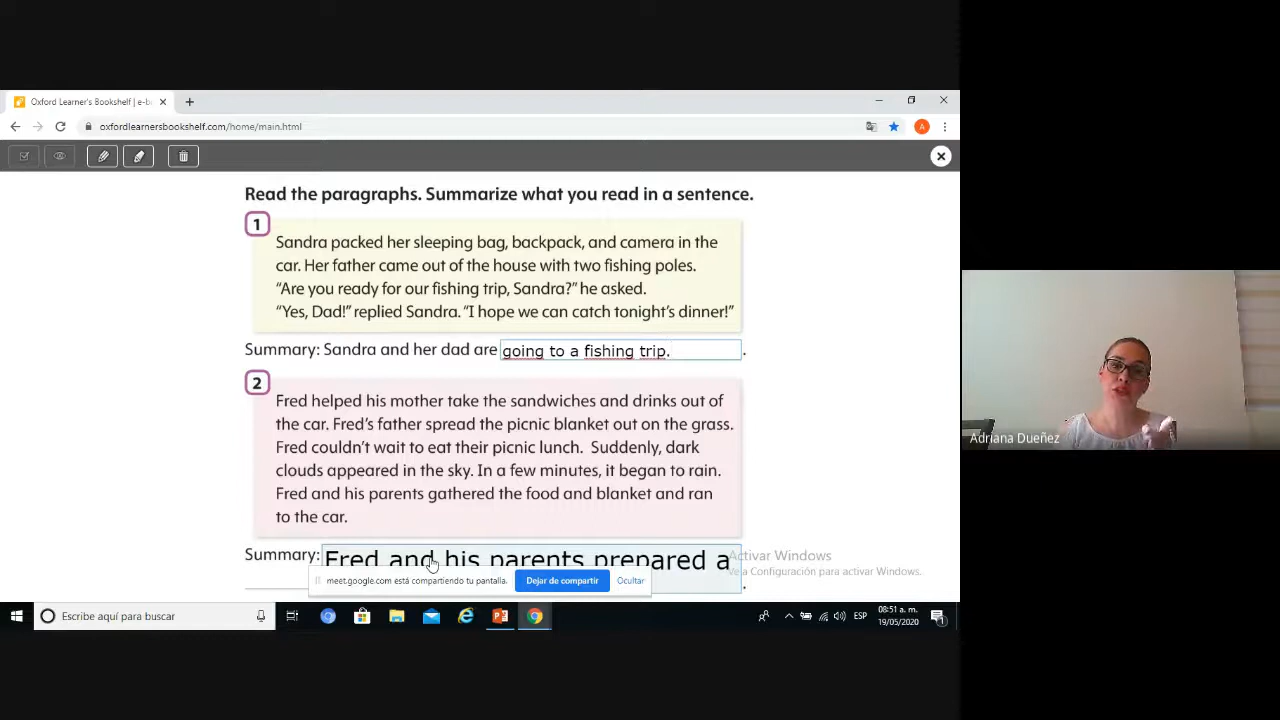 Oxford Learner's Bookshelf | e-b
oxfordlearnersbookshelf.com/home/main.html
A
Read the paragraphs. Summarize what you read in a sentence.
1
Sandra packed her sleeping bag, backpack, and camera in the
car. Her father came out of the house with two fishing poles.
“Are you ready for our fishing trip, Sandra?” he asked.
“Yes, Dad!” replied Sandra. “I hope we can catch tonight’s dinner!”
Summary: Sandra and her dad are going to a fishing trip. .
2
Fred helped his mother take the sandwiches and drinks out of
the car. Fred’s father spread the picnic blanket out on the grass.
Fred couldn’t wait to eat their picnic lunch. Suddenly, dark
clouds appeared in the sky. In a few minutes, it began to rain.
Fred and his parents gathered the food and blanket and ran
to the car.
Summary: Fred and his parents prepared a
.
Activar Windows
Ve a Configuración para activar Windows.
meet.google.com está compartiendo tu pantalla.
Dejar de compartir
Ocultar
Escribe aquí para buscar
ESP
08:51 a. m.
19/05/2020
1
Adriana Dueñez